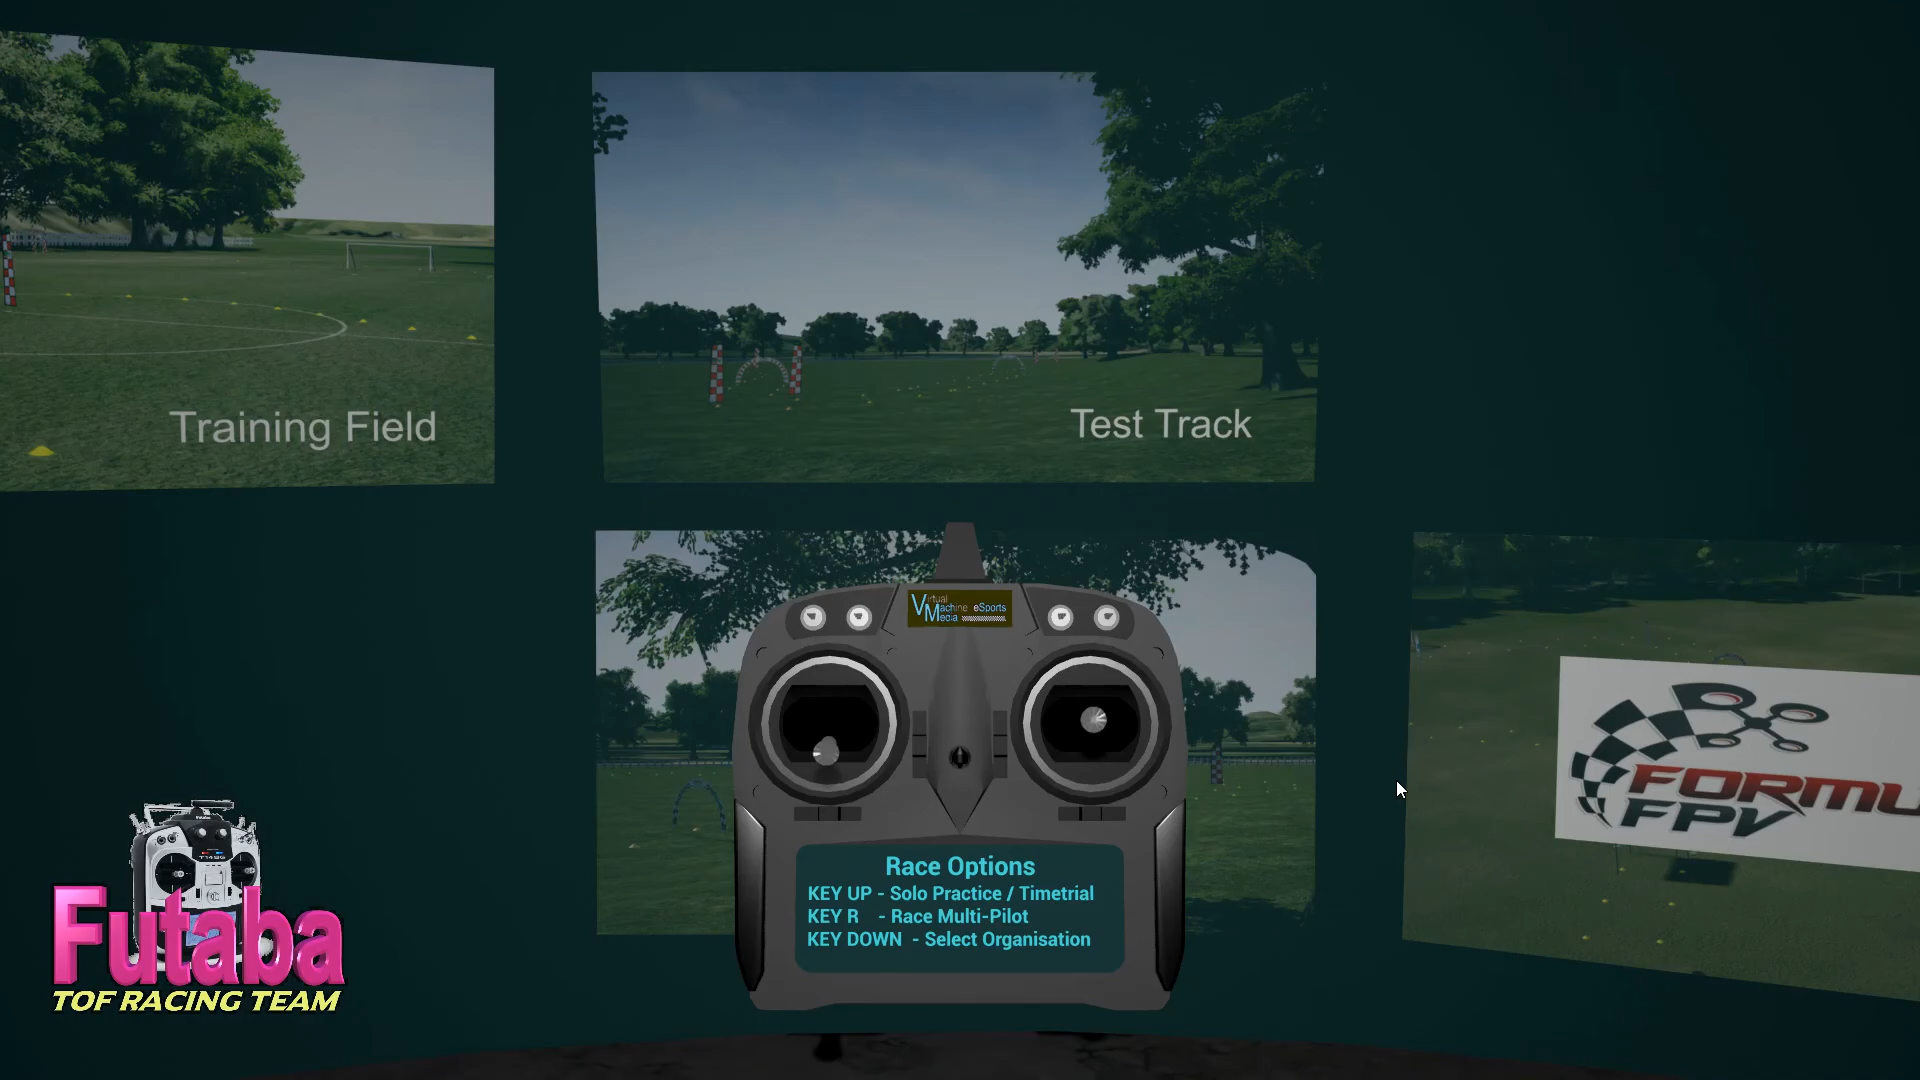 Training Field
Test Track
Virtual
Machine eSports
Media
Race Options
KEY UP - Solo Practice / Timetrial
KEY R - Race Multi-Pilot
KEY DOWN - Select Organisation
FPV
Futaba
TOF RACING TEAM